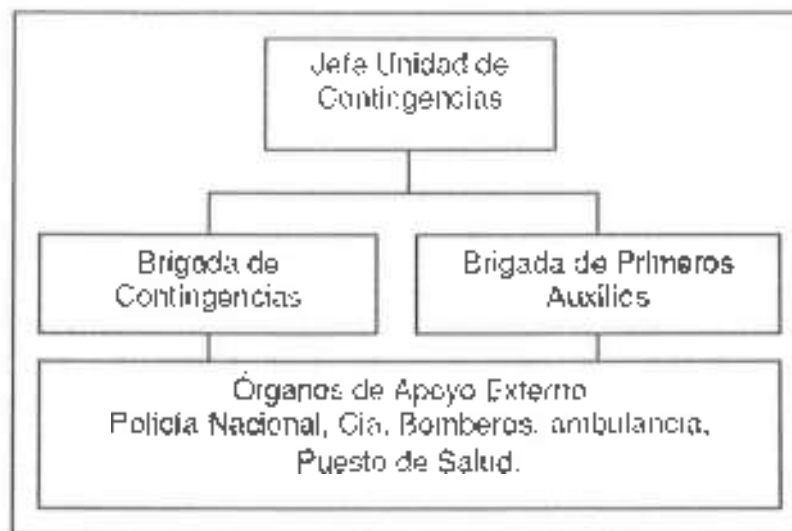 Jefe Unidad de
Contingencias
Brigada de
Contingencias
Brigada de Primeros
Auxilios
Órganos de Apoyo Externo
Policía Nacional, Cia. Bomberos, ambulancia,
Puesto de Salud.